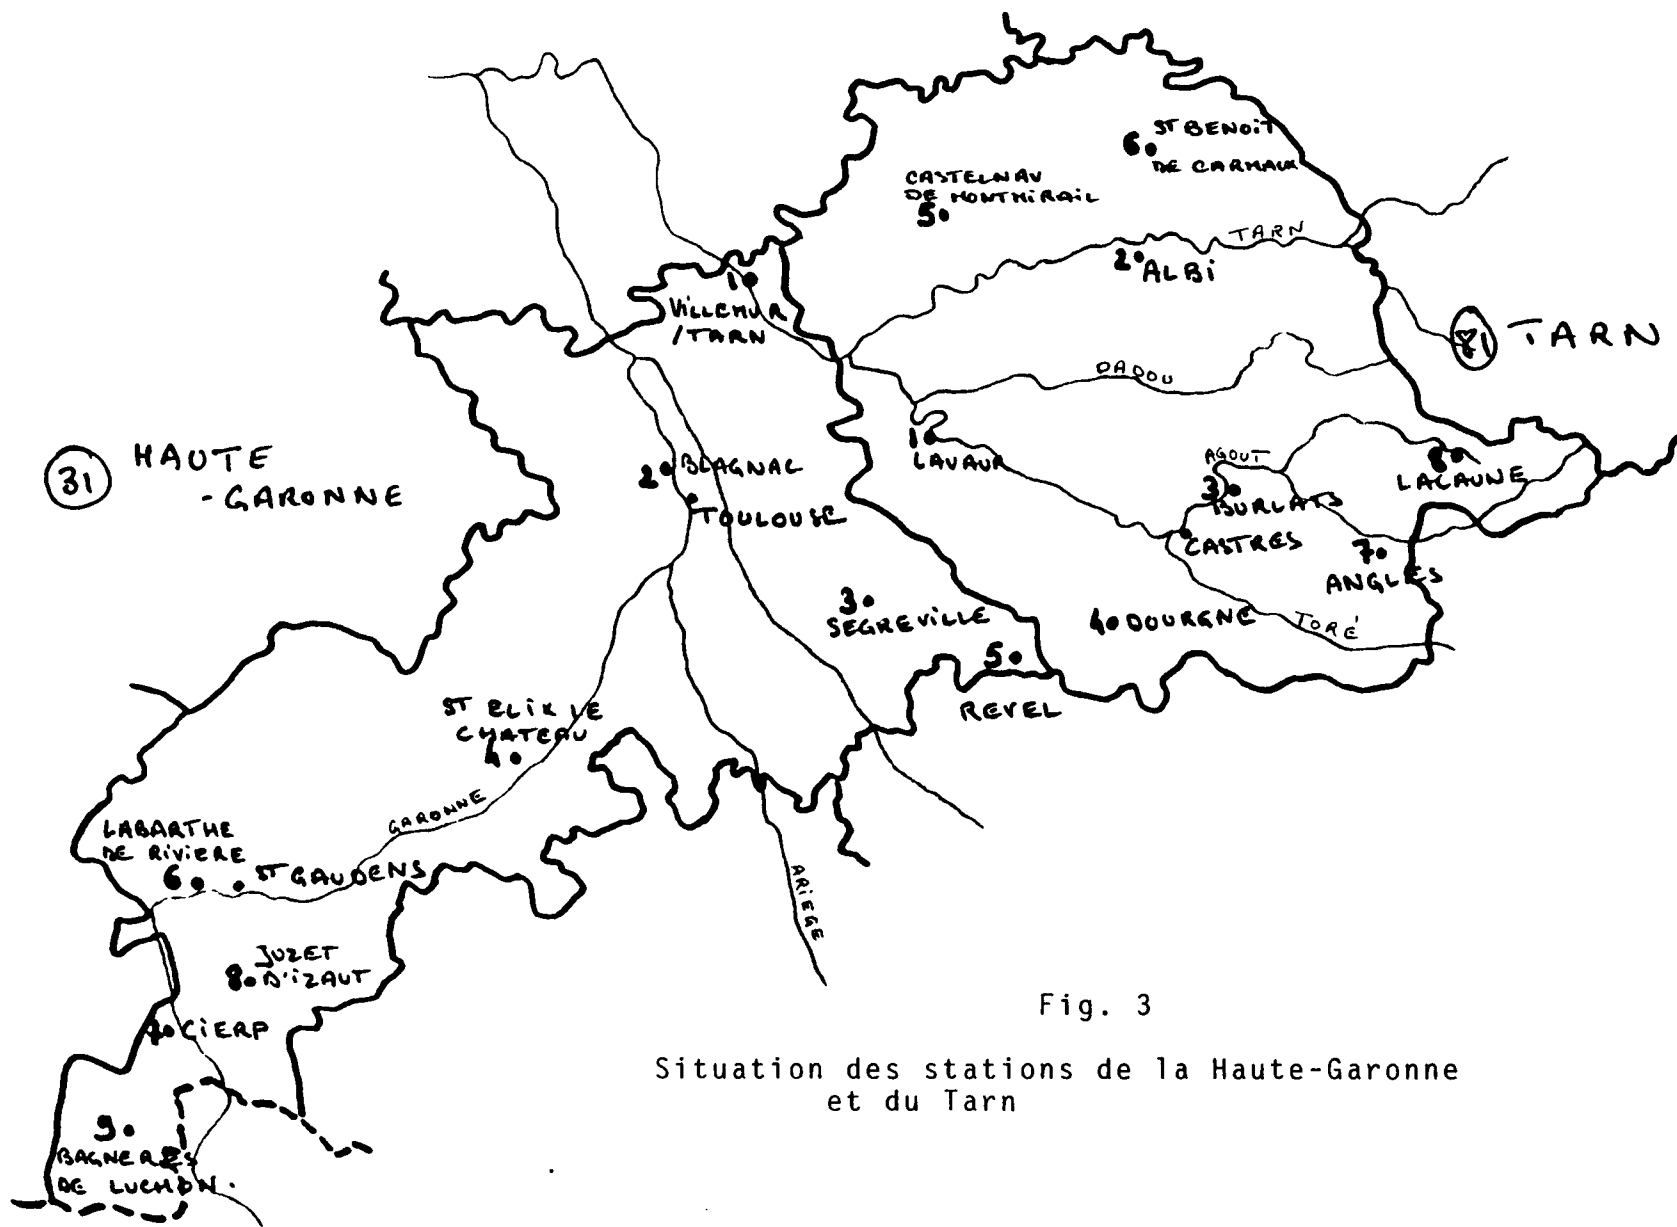 ST BENOIT
6.
DE CARMAUX
CASTELNAU
DE MONTMIRAIL
5.
TARN
2. ALBI
1.
VILLEMUR
/TARN
81 TARN
DADOU
31 HAUTE
- GARONNE
1.
LAVAUR
AGOUT
8.
LACAUNE
2. BLAGNAC
TOULOUSE
3.
BURLATS
CASTRES
7.
ANGLES
3.
SEGREVILLE
4. DOURGNE
TORÉ
5.
REVEL
ST ELIX LE
CHATEAU
4.
GARONNE
LABARTHE
DE RIVIERE
6. . ST GAUDENS
ARIEGE
JUZET
8. D'IZAUT
7. CIERP
Fig. 3
Situation des stations de la Haute-Garonne
et du Tarn
9.
BAGNERES
DE LUCHON.